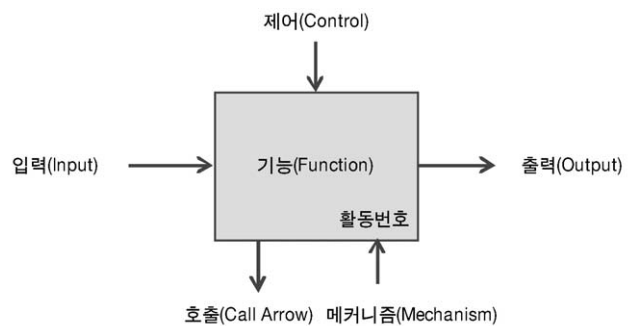 제어(Control)
입력(Input)
기능(Function)
출력(Output)
활동번호
호출(Call Arrow)
메커니즘(Mechanism)